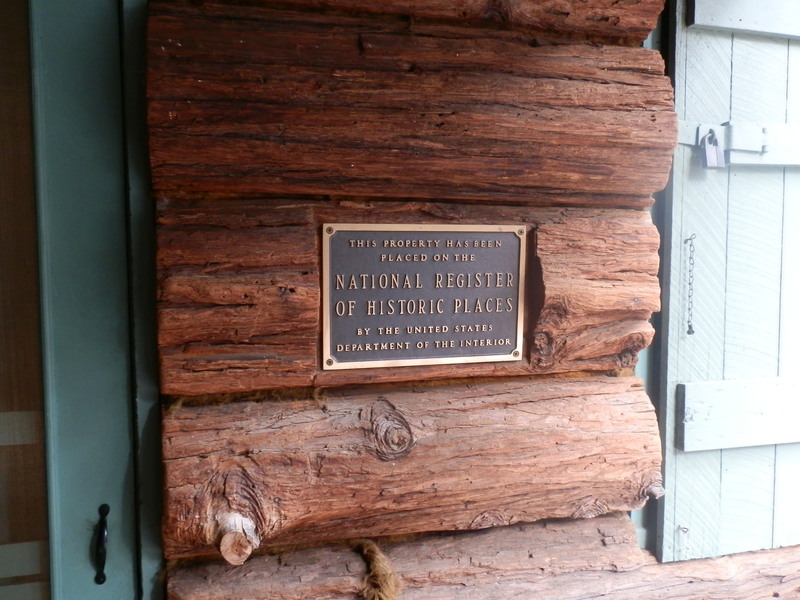 THIS PROPERTY HAS BEEN
PLACED ON THE
NATIONAL REGISTER
OF HISTORIC PLACES
BY THE UNITED STATES
DEPARTMENT OF THE INTERIOR